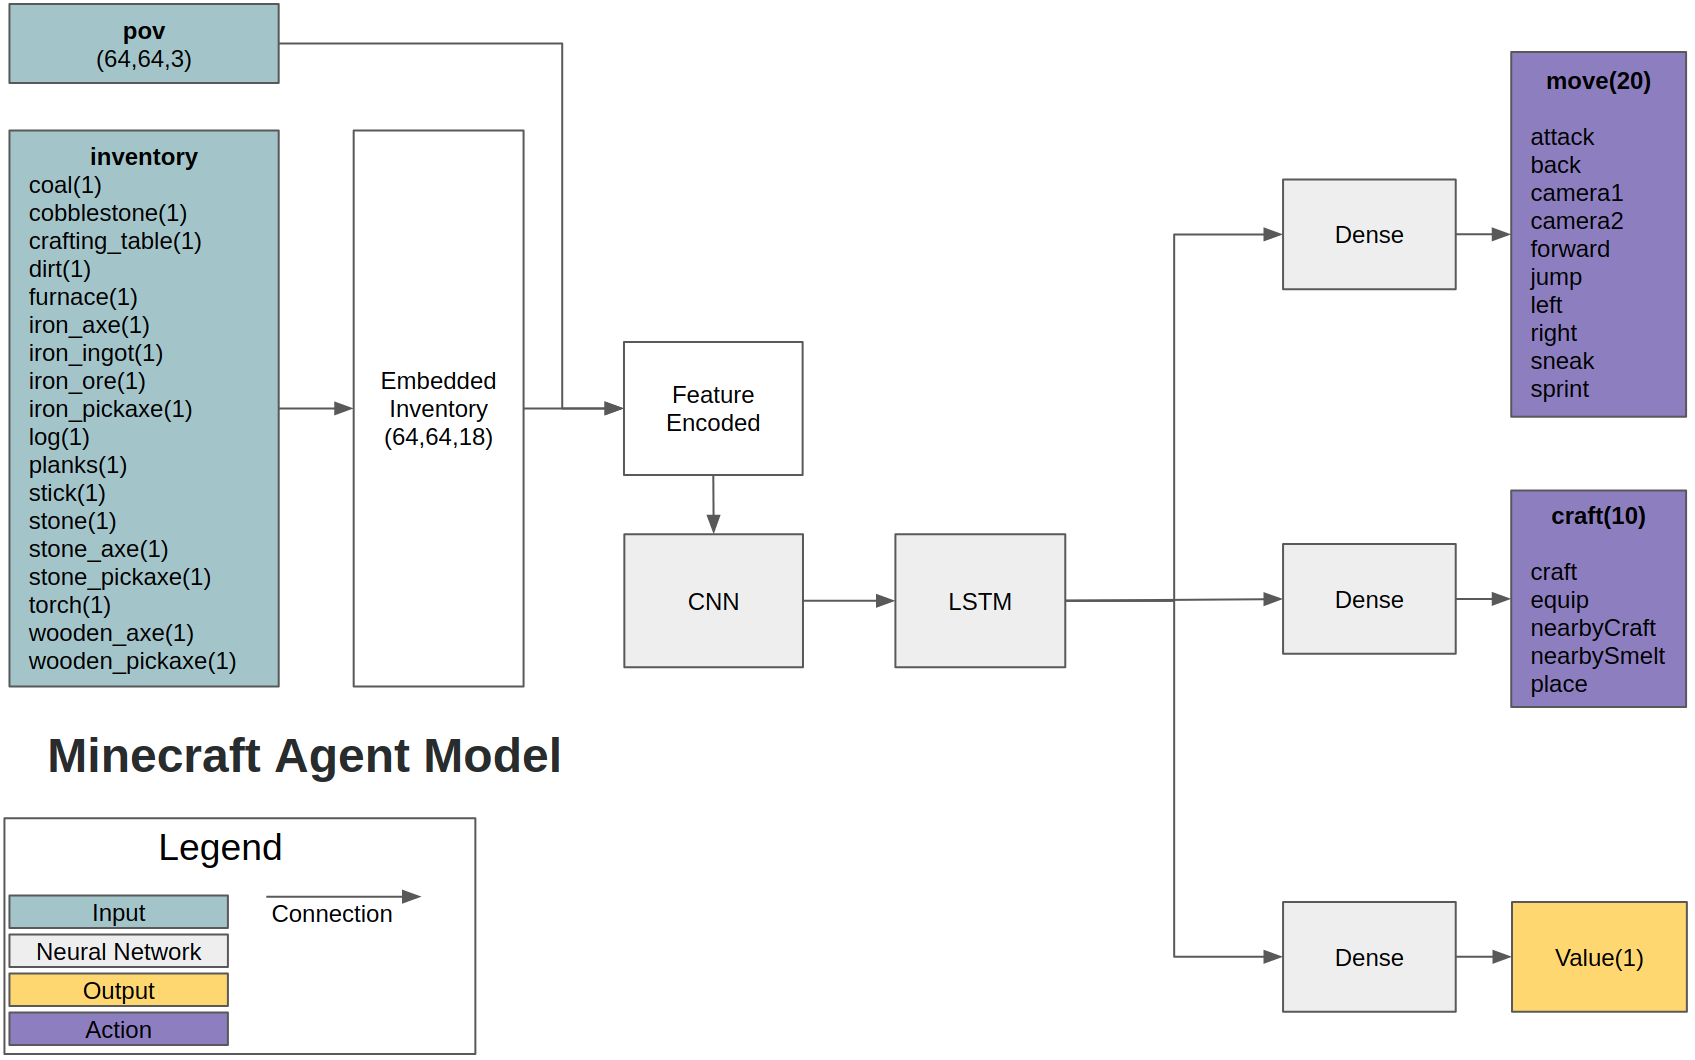 pov
(64,64,3)
inventory
coal(1)
cobblestone(1)
crafting_table(1)
dirt(1)
furnace(1)
iron_axe(1)
iron_ingot(1)
iron_ore(1)
iron_pickaxe(1)
log(1)
planks(1)
stick(1)
stone(1)
stone_axe(1)
stone_pickaxe(1)
torch(1)
wooden_axe(1)
wooden_pickaxe(1)
Embedded
Inventory
(64,64,18)
Feature
Encoded
CNN
LSTM
Dense
move(20)
attack
back
camera1
camera2
forward
jump
left
right
sneak
sprint
Dense
craft(10)
craft
equip
nearbyCraft
nearbySmelt
place
Dense
Value(1)
Minecraft Agent Model
Legend
Input
Neural Network
Output
Action
Connection